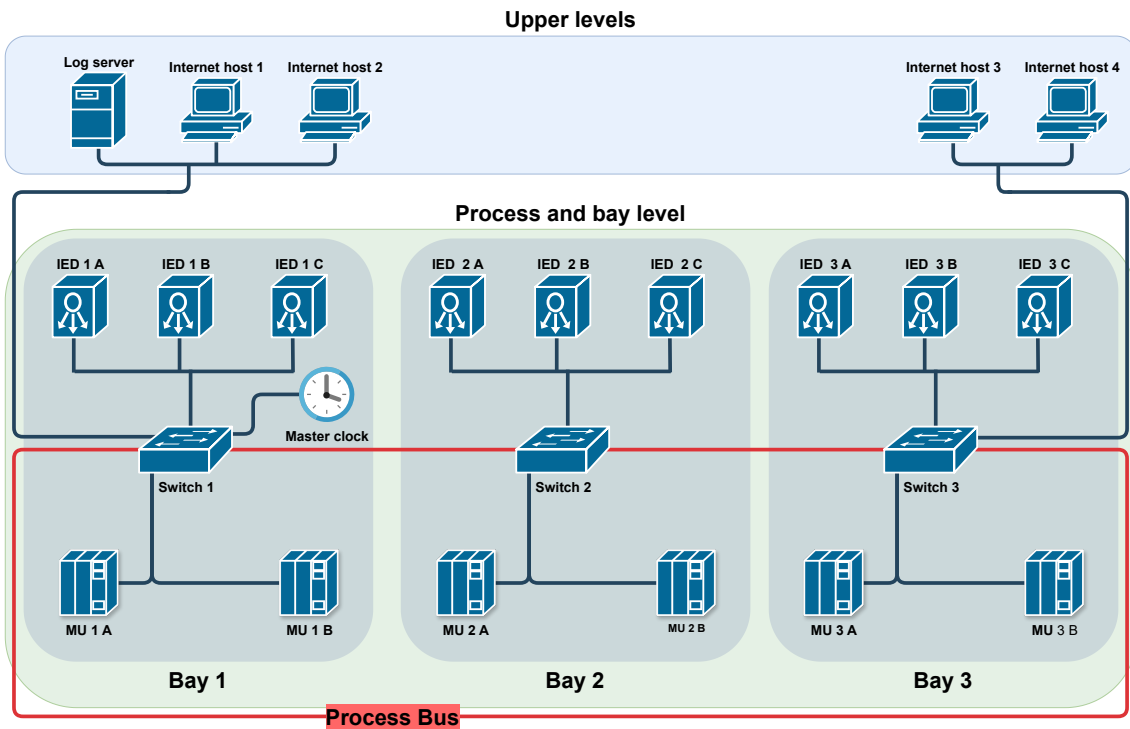 Upper levels
Log server
Internet host 1
Internet host 2
Internet host 3
Internet host 4
Process and bay level
IED 1 A
IED 1 B
IED 1 C
IED  2 A
IED  2 B
IED  2 C
IED  3 A
IED  3 B
IED  3 C
Master clock
Switch 1
Switch 2
Switch 3
MU 1 A
MU 1 B
MU 2 A
MU 2 B
MU 3 A
MU 3 B
Bay 1
Bay 2
Bay 3
Process Bus